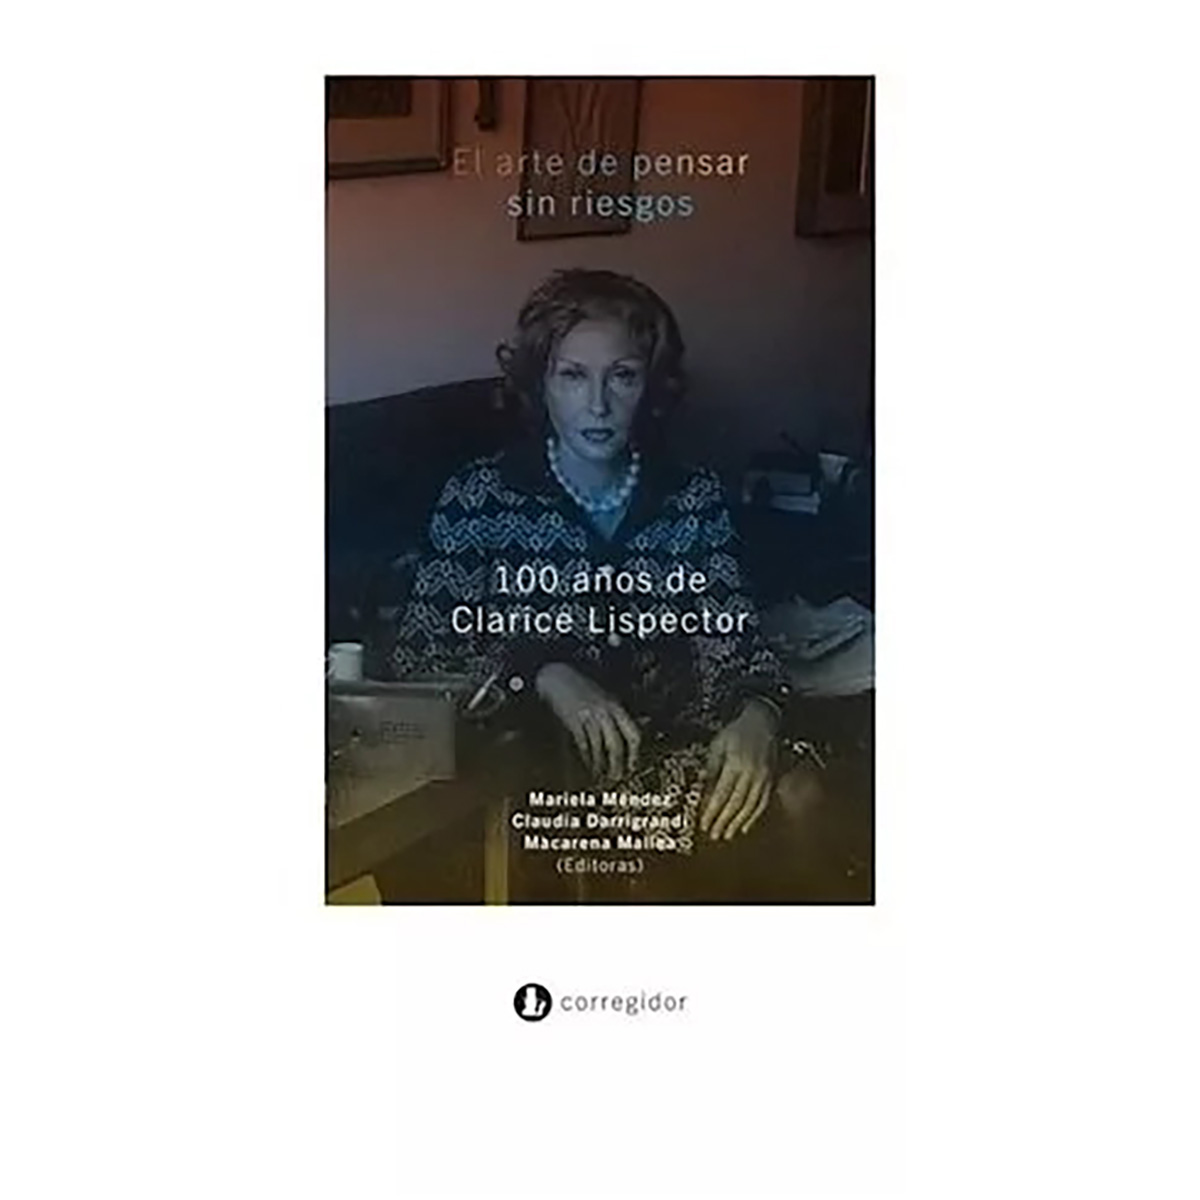 El arte de pensar
sin riesgos
100 años de
Clarice Lispector
Mariela Méndez
Claudia Darrigrandi
Macarena Mallea
(Editoras)
corregidor